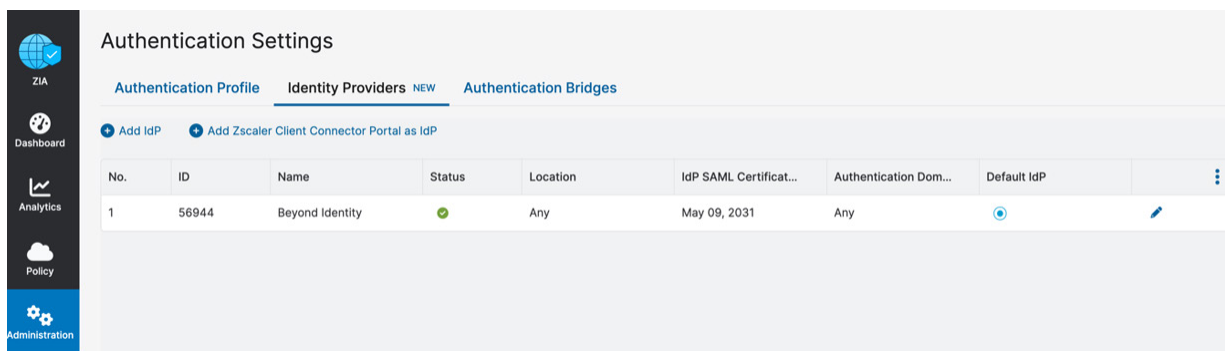 ZIA
Dashboard
Analytics
Policy
Administration
Authentication Settings
Authentication Profile Identity Providers NEW Authentication Bridges
Add IdP Add Zscaler Client Connector Portal as IdP
No. ID Name Status Location IdP SAML Certificat... Authentication Dom... Default IdP
1 56944 Beyond Identity Any May 09, 2031 Any